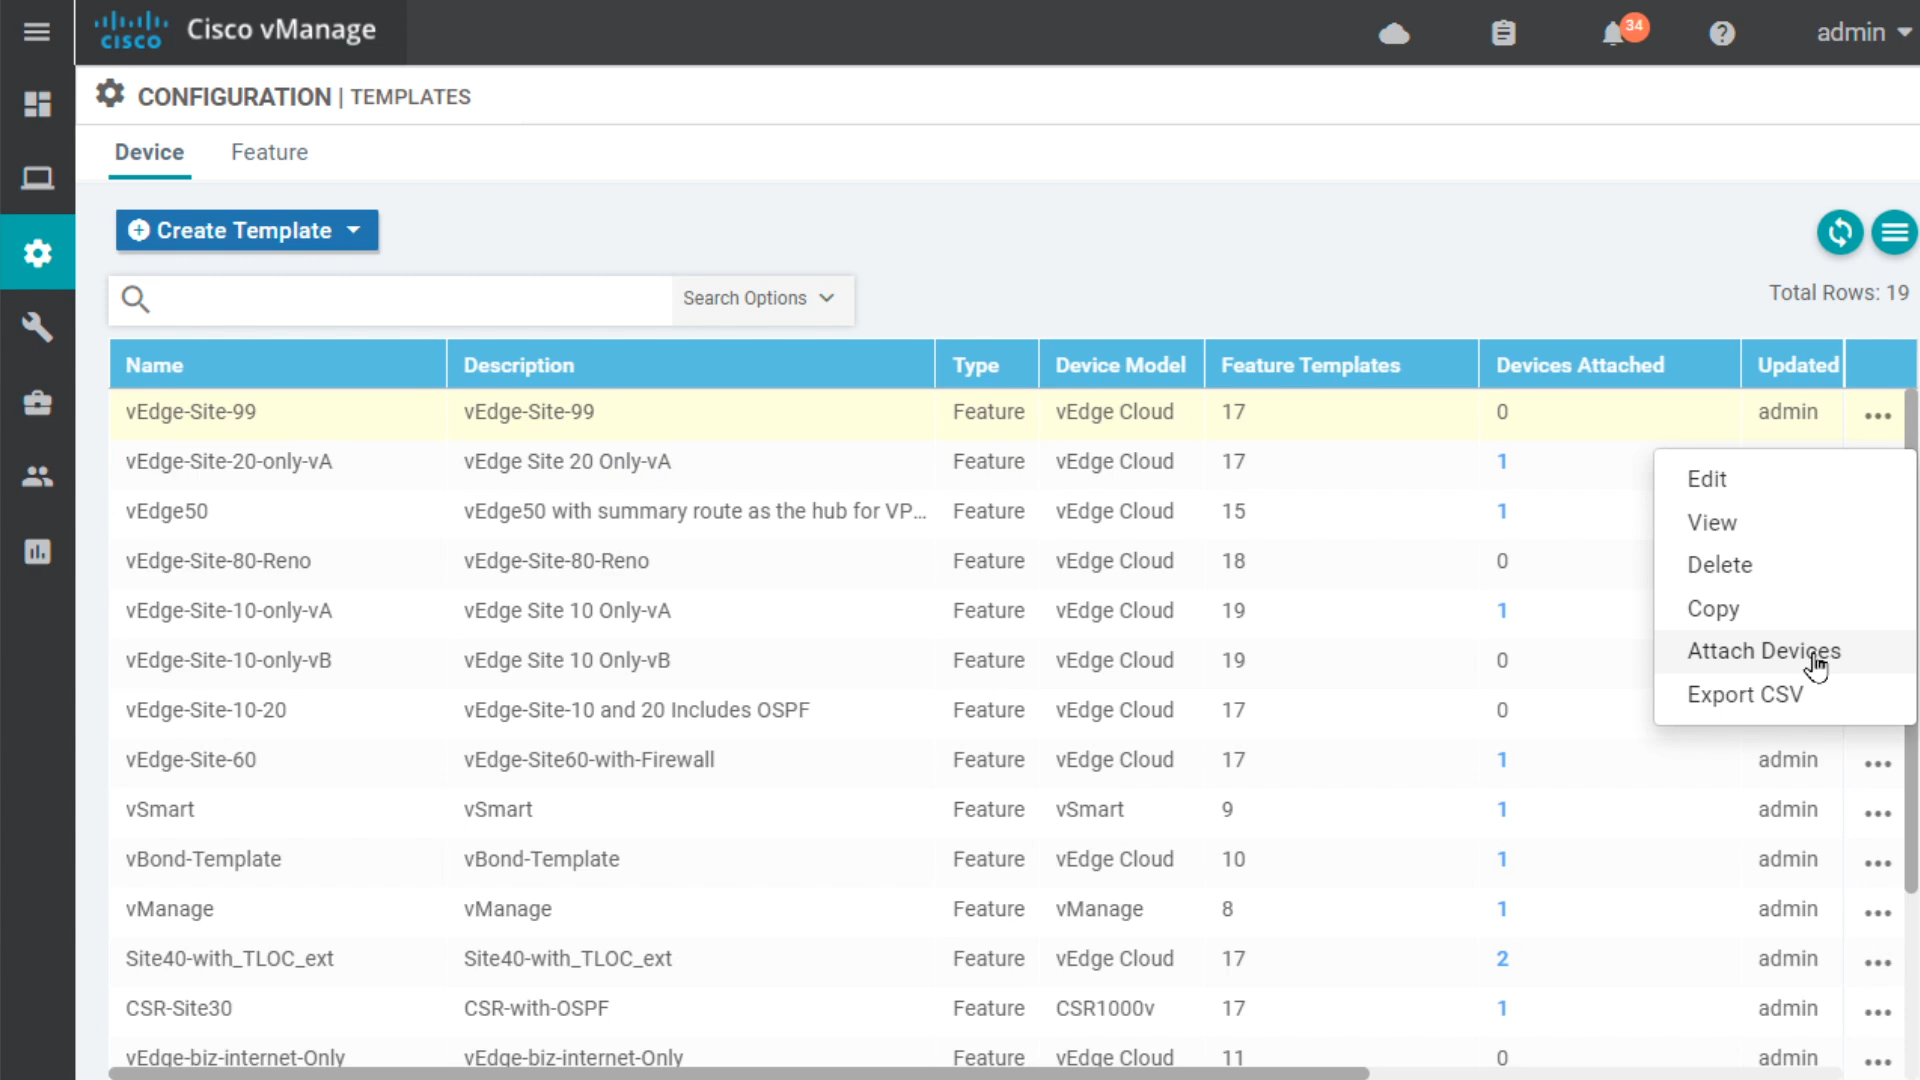 cisco Cisco vManage 34 admin
CONFIGURATION | TEMPLATES
Device Feature
Create Template
Search Options
Total Rows: 19
Name Description Type Device Model Feature Templates Devices Attached Updated
vEdge-Site-99 vEdge-Site-99 Feature vEdge Cloud 17 0 admin
vEdge-Site-20-only-vA vEdge Site 20 Only-vA Feature vEdge Cloud 17 1
vEdge50 vEdge50 with summary route as the hub for VP... Feature vEdge Cloud 15 1
vEdge-Site-80-Reno vEdge-Site-80-Reno Feature vEdge Cloud 18 0
vEdge-Site-10-only-vA vEdge Site 10 Only-vA Feature vEdge Cloud 19 1
vEdge-Site-10-only-vB vEdge Site 10 Only-vB Feature vEdge Cloud 19 0
vEdge-Site-10-20 vEdge-Site-10 and 20 Includes OSPF Feature vEdge Cloud 17 0
Edit
View
Delete
Copy
Attach Devices
Export CSV
vEdge-Site-60 vEdge-Site60-with-Firewall Feature vEdge Cloud 17 1 admin
vSmart vSmart Feature vSmart 9 1 admin
vBond-Template vBond-Template Feature vEdge Cloud 10 1 admin
vManage vManage Feature vManage 8 1 admin
Site40-with_TLOC_ext Site40-with_TLOC_ext Feature vEdge Cloud 17 2 admin
CSR-Site30 CSR-with-OSPF Feature CSR1000v 17 1 admin
vEdge-biz-internet-Only vEdge-biz-internet-Only Feature vEdge Cloud 11 0 admin